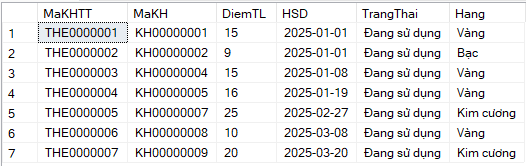 MaKHTT MaKH DiemTL HSD TrangThai Hang
1 THE0000001 KH00000001 15 2025-01-01 Đang sử dụng Vàng
2 THE0000002 KH00000002 9 2025-01-01 Đang sử dụng Bạc
3 THE0000003 KH00000004 15 2025-01-08 Đang sử dụng Vàng
4 THE0000004 KH00000005 16 2025-01-19 Đang sử dụng Vàng
5 THE0000005 KH00000007 25 2025-02-27 Đang sử dụng Kim cương
6 THE0000006 KH00000008 10 2025-03-08 Đang sử dụng Vàng
7 THE0000007 KH00000009 20 2025-03-20 Đang sử dụng Kim cương